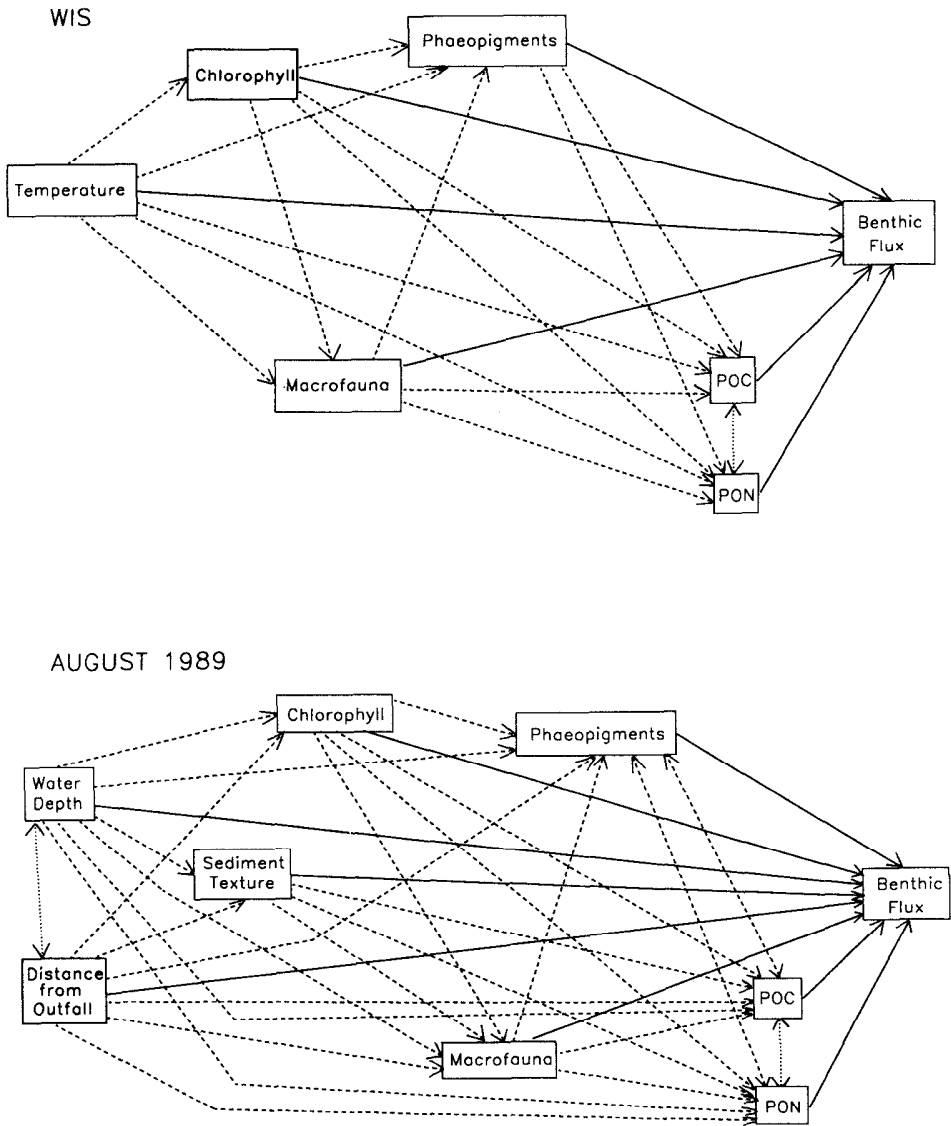 WIS
Phaeopigments
Chlorophyll
Temperature
Benthic
Flux
Macrofauna
POC
PON
AUGUST 1989
Chlorophyll
Phaeopigments
Water
Depth
Sediment
Texture
Benthic
Flux
Distance
from
Outfall
POC
Macrofauna
PON